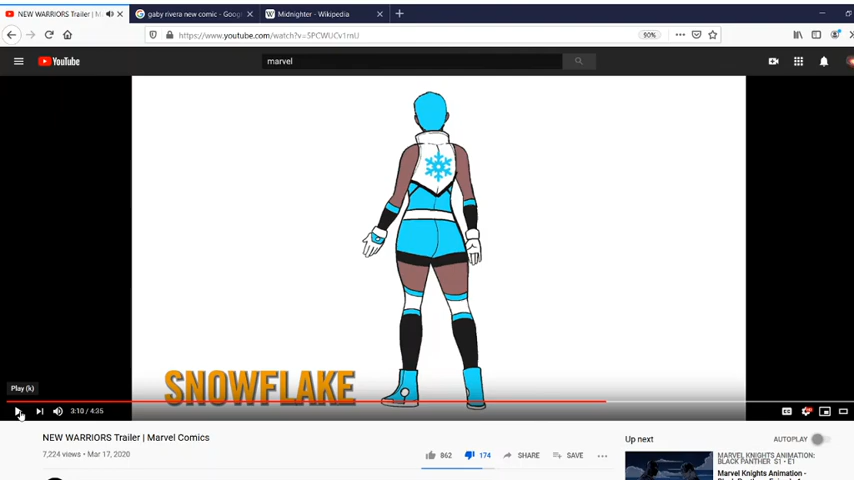 NEW WARRIORS Trailer | M
gaby rivera new comic - Goog
Midnighter - Wikipedia
https://www.youtube.com/watch?v=
90%
YouTube
marvel
SNOWFLAKE
Play (k)
3:10 / 4:35
NEW WARRIORS Trailer | Marvel Comics
7,224 views • Mar 17, 2020
862
174
SHARE
SAVE
Up next
AUTOPLAY
MARVEL KNIGHTS ANIMATION:
BLACK PANTHER S1 • E1
Marvel Knights Animation -